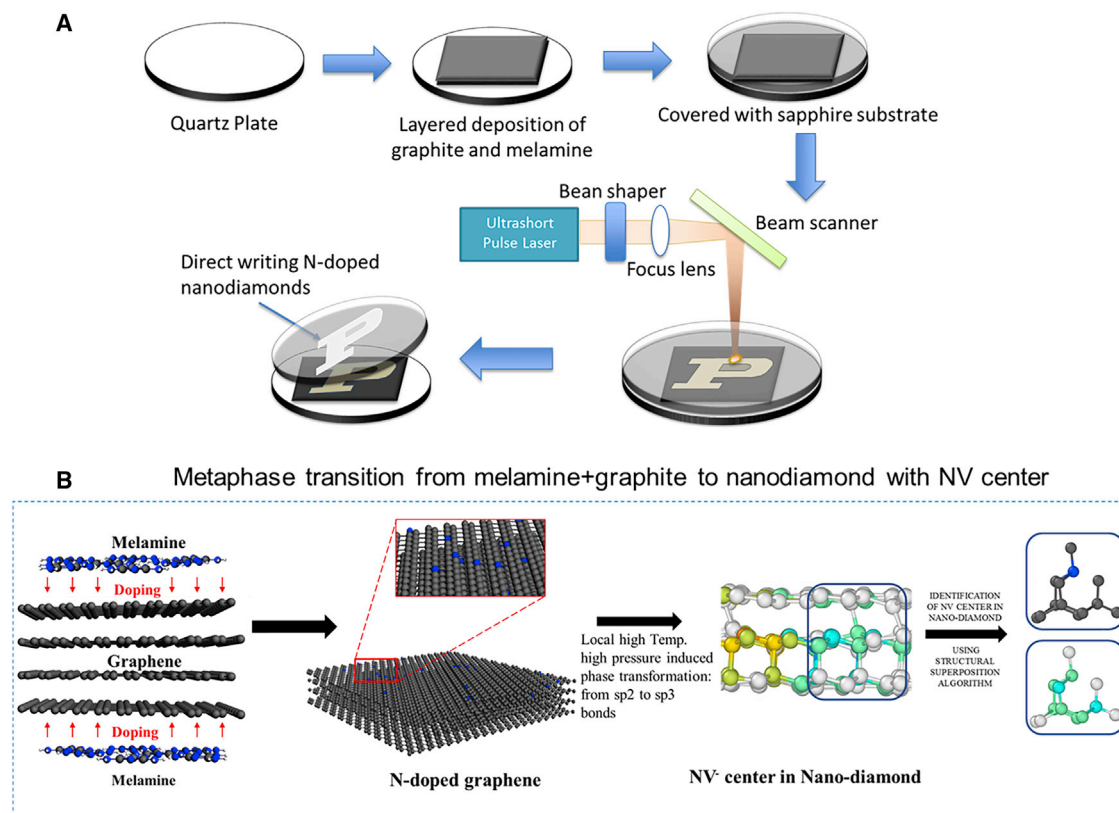 A
Quartz Plate
Layered deposition of
graphite and melamine
Covered with sapphire substrate
Bean shaper
Ultrashort
Pulse Laser
Beam scanner
Focus lens
Direct writing N-doped
nanodiamonds
P
P
P
B
Metaphase transition from melamine+graphite to nanodiamond with NV center
Melamine
Doping
Graphene
Doping
Melamine
N-doped graphene
Local high Temp.
high pressure induced
phase transformation:
from sp2 to sp3
bonds
NV- center in Nano-diamond
IDENTIFICATION
OF NV CENTER IN
NANO-DIAMOND
USING
STRUCTURAL
SUPERPOSITION
ALGORITHM